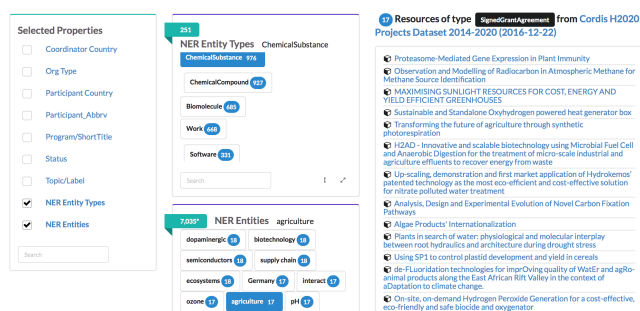 Selected Properties
Coordinator Country
Org Type
Participant Country
Participant_Abbrv
Program/ShortTitle
Status
Topic/Label
NER Entity Types
NER Entities
Search
251
NER Entity Types ChemicalSubstance
ChemicalSubstance 976
ChemicalCompound 927
Biomolecule 685
Work 668
Software 331
Search
7,035*
NER Entities agriculture
dopaminergic 18 biotechnology 18
semiconductors 18 supply chain 18
ecosystems 18 Germany 17 interact 17
ozone 17 agriculture 17 pH 17
17 Resources of type SignedGrantAgreement from Cordis H2020
Projects Dataset 2014-2020 (2016-12-22)
Proteasome-Mediated Gene Expression in Plant Immunity
Observation and Modelling of Radiocarbon in Atmospheric Methane for
Methane Source Identification
MAXIMISING SUNLIGHT RESOURCES FOR COST, ENERGY AND
YIELD EFFICIENT GREENHOUSES
Sustainable and Standalone Oxyhydrogen powered heat generator box
Transforming the future of agriculture through synthetic
photorespiration
H2AD - Innovative and scalable biotechnology using Microbial Fuel Cell
and Anaerobic Digestion for the treatment of micro-scale industrial and
agriculture effluents to recover energy from waste
Up-scaling, demonstration and first market application of Hydrokemos'
patented technology as the most eco-efficient and cost-effective solution
for nitrate polluted water treatment
Analysis, Design and Experimental Evolution of Novel Carbon Fixation
Pathways
Algae Products' Internationalization
Plants in search of water: physiological and molecular interplay
between root hydraulics and architecture during drought stress
Using SP1 to control plastid development and yield in cereals
de-FLuoridation technologies for imprOving quality of WatEr and agRo-
animal products along the East African Rift Valley in the context of
aDaptation to climate change.
On-site, on-demand Hydrogen Peroxide Generation for a cost-effective,
eco-friendly and safe biocide and oxygenator